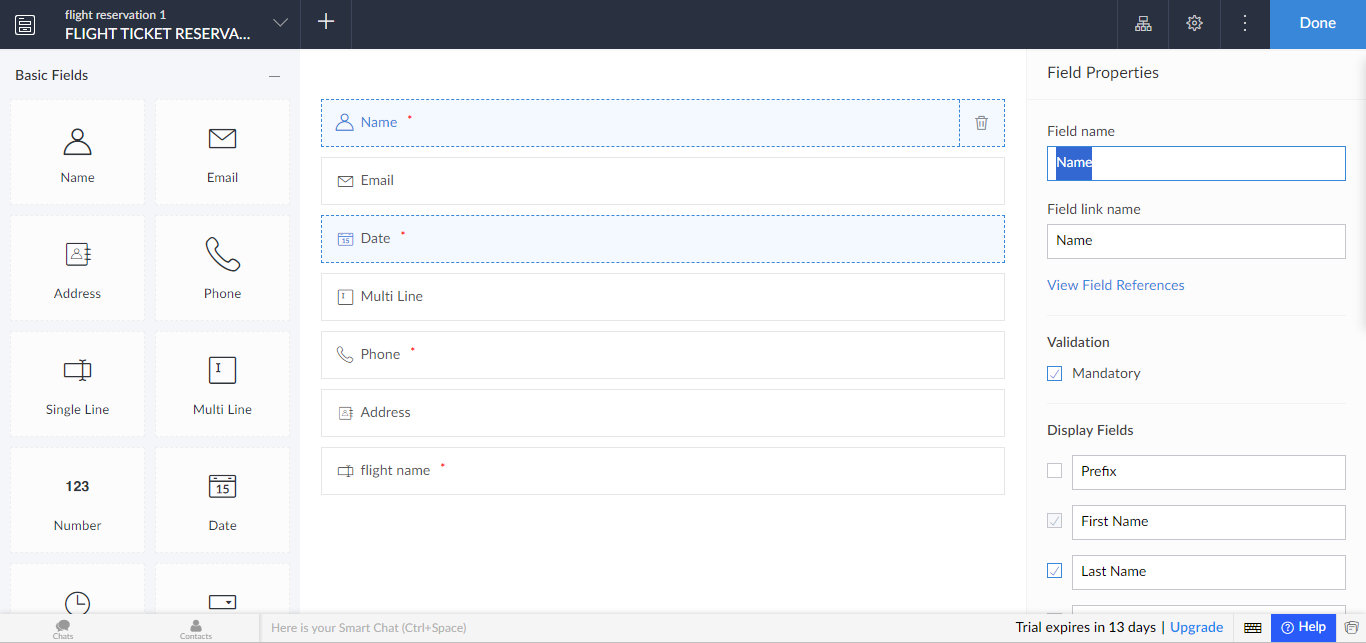 flight reservation 1
FLIGHT TICKET RESERVA...
Done
Basic Fields
Name
Email
Address
Phone
Single Line
Multi Line
123
15
Number
Date
Name *
Email
15
Date *
Multi Line
Phone *
Address
flight name *
Field Properties
Field name
Name
Field link name
Name
View Field References
Validation
Mandatory
Display Fields
Prefix
First Name
Last Name
Chats
Contacts
Here is your Smart Chat (Ctrl+Space)
Trial expires in 13 days | Upgrade
Help